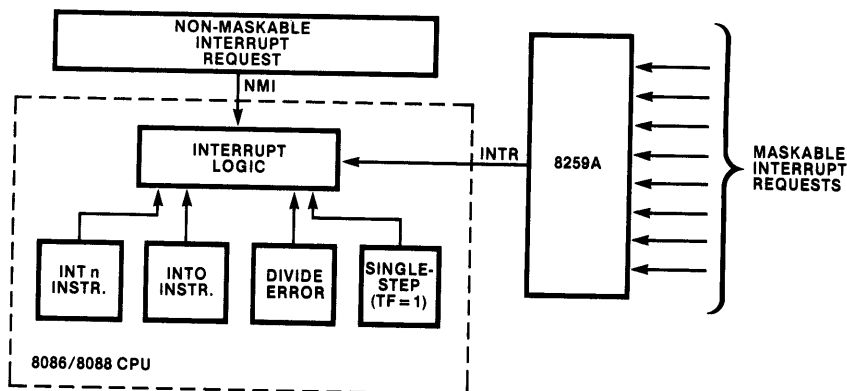 NON-MASKABLE
INTERRUPT
REQUEST
NMI
INTERRUPT
LOGIC
INTR
8259A
MASKABLE
INTERRUPT
REQUESTS
INT n
INSTR.
INTO
INSTR.
DIVIDE
ERROR
SINGLE-
STEP
(TF=1)
8086/8088 CPU